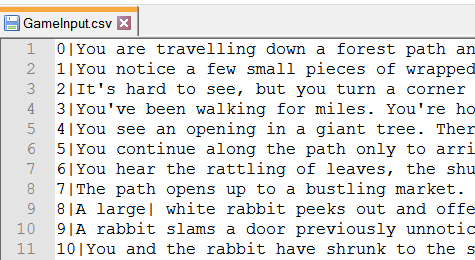 GameInput.csv
1 0|You are travelling down a forest path an
2 1|You notice a few small pieces of wrapped
3 2|It's hard to see, but you turn a corner
4 3|You've been walking for miles. You're ho
5 4|You see an opening in a giant tree. Ther
6 5|You continue along the path only to arri
7 6|You hear the rattling of leaves, the shu
8 7|The path opens up to a bustling market.
9 8|A large| white rabbit peeks out and offe
10 9|A rabbit slams a door previously unnotic
11 10|You and the rabbit have shrunk to the s